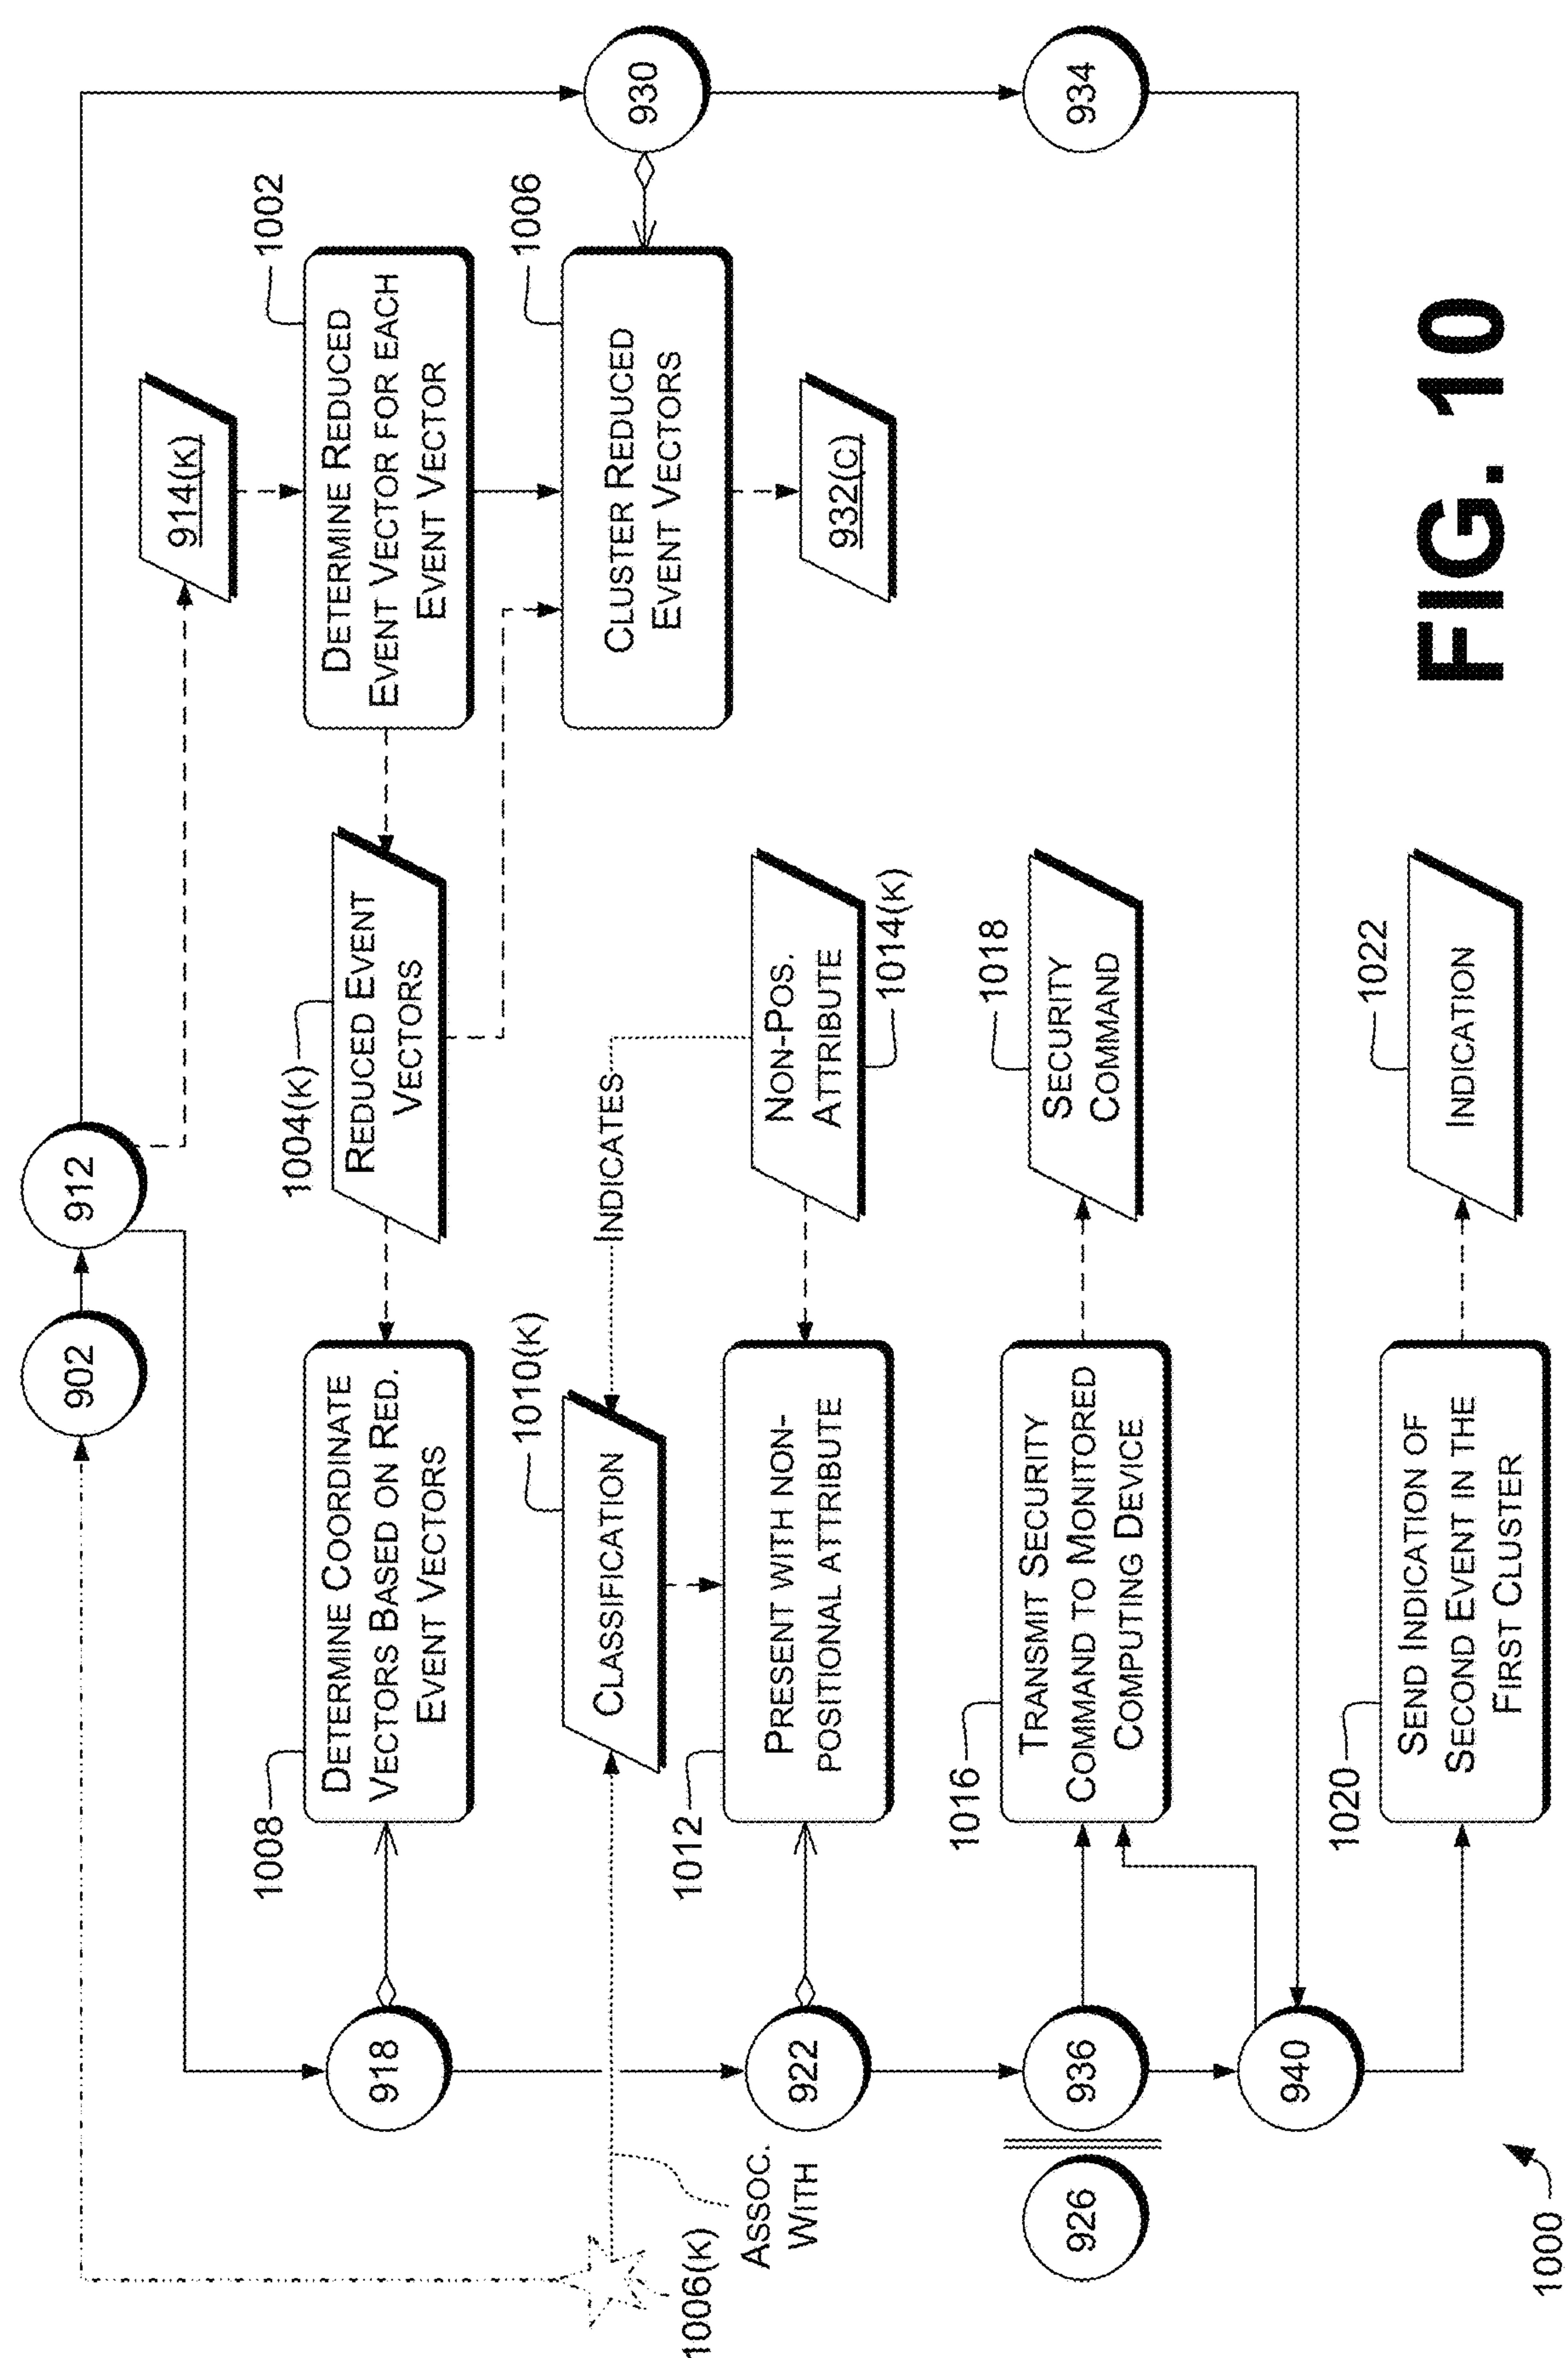 902
912
914(K)
1002
DETERMINE REDUCED
EVENT VECTOR FOR EACH
EVENT VECTOR
1004(K)
REDUCED EVENT
VECTORS
1008
DETERMINE COORDINATE
VECTORS BASED ON RED.
EVENT VECTORS
918
930
1006
CLUSTER REDUCED
EVENT VECTORS
932(C)
1006(K)
ASSOC.
WITH
1010(K)
CLASSIFICATION
INDICATES
922
1012
PRESENT WITH NON-
POSITIONAL ATTRIBUTE
NON-POS.
ATTRIBUTE
1014(K)
926
936
1016
TRANSMIT SECURITY
COMMAND TO MONITORED
COMPUTING DEVICE
1018
SECURITY
COMMAND
934
940
1020
SEND INDICATION OF
SECOND EVENT IN THE
FIRST CLUSTER
1022
INDICATION
1000
FIG. 10